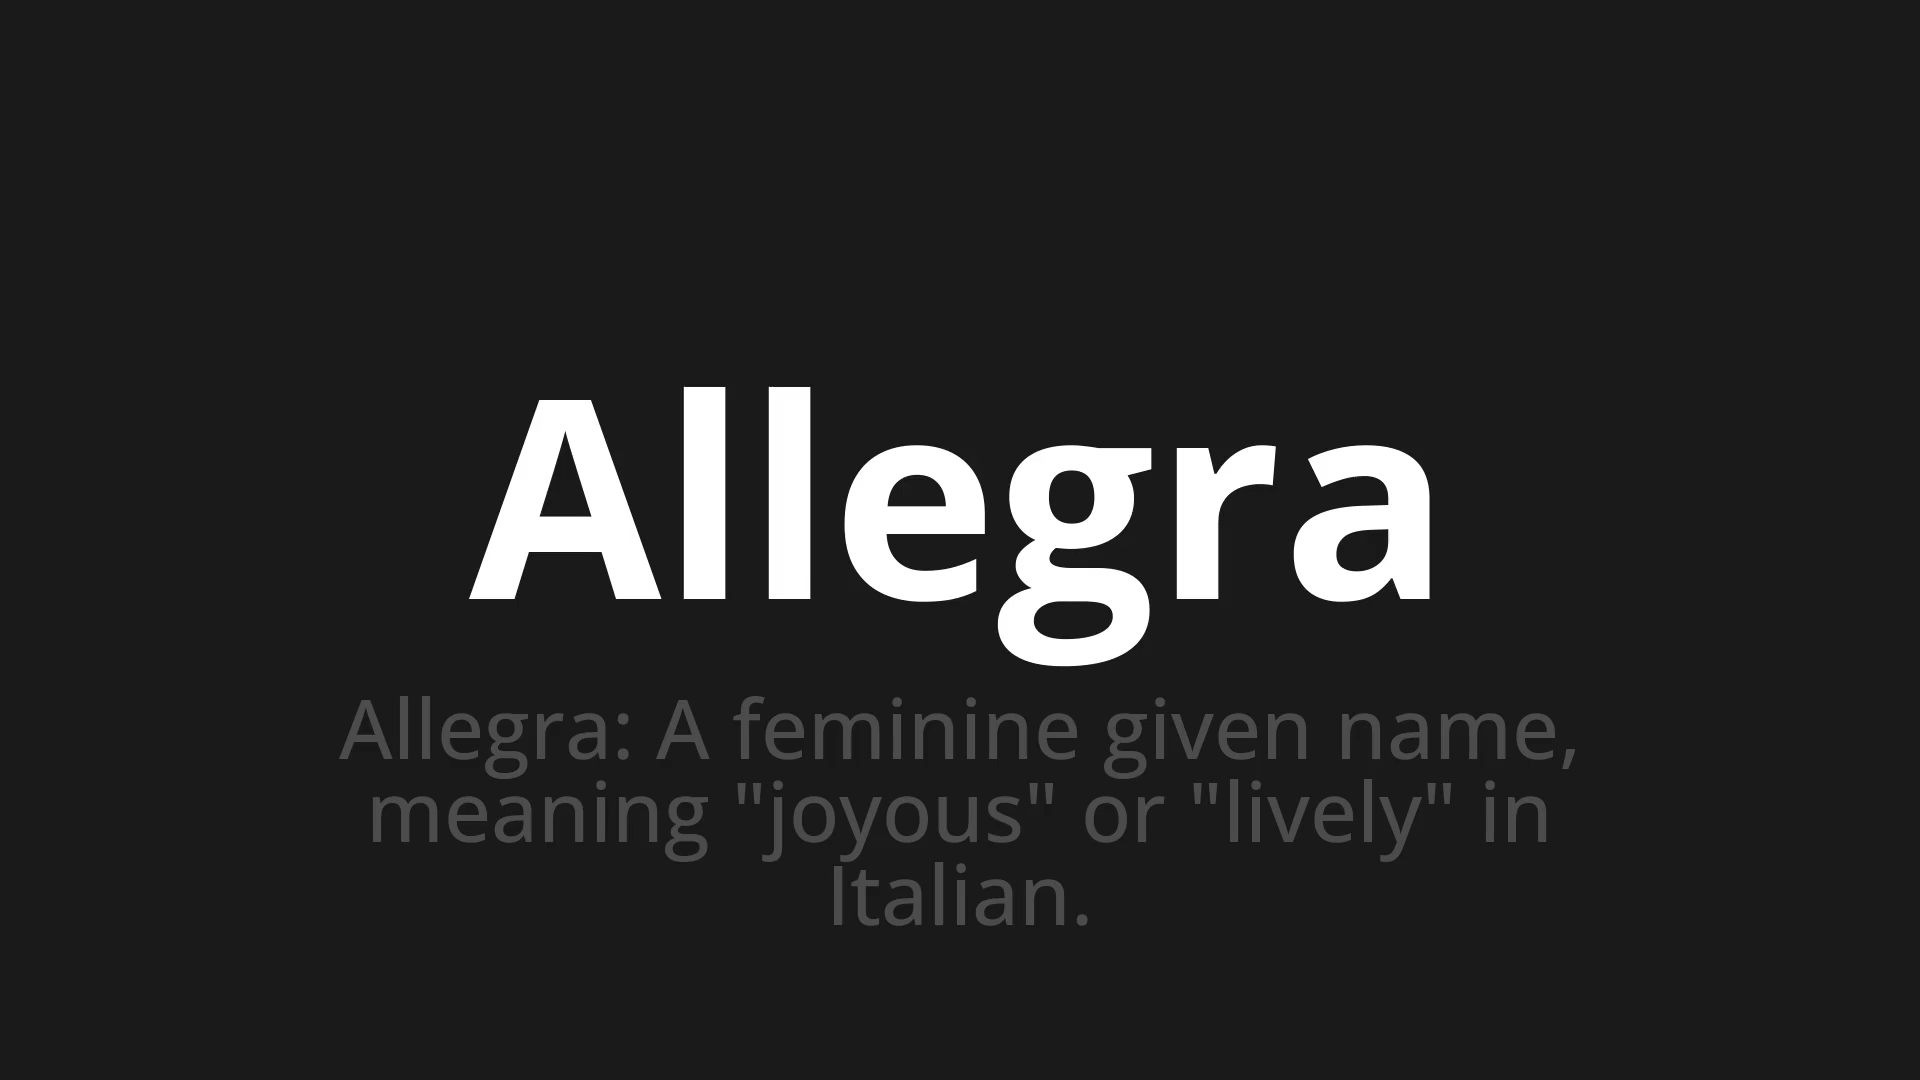 Allegra
Allegra: A feminine given name,
meaning "joyous" or "lively" in
Italian.